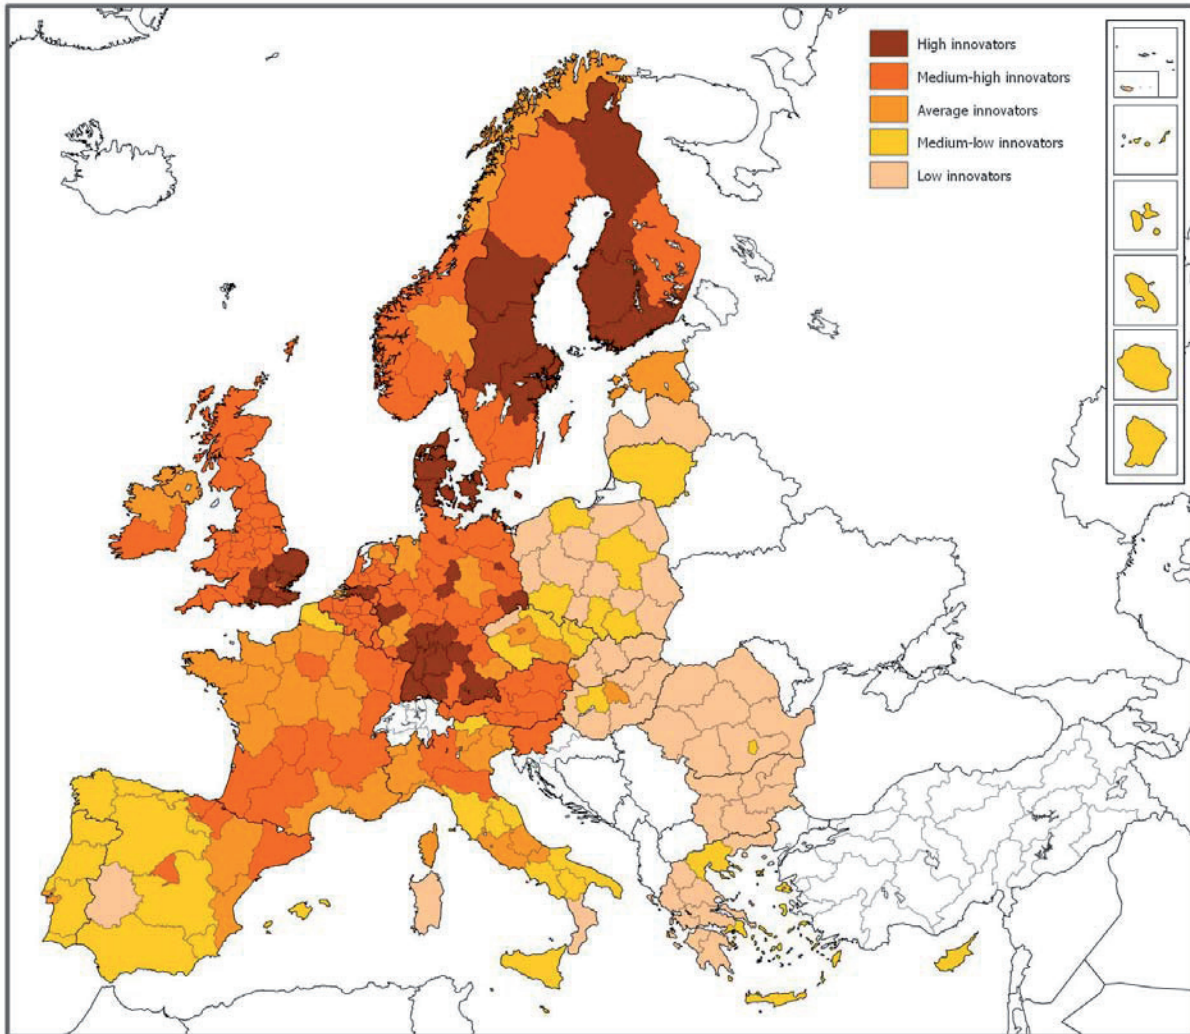 High innovators
Medium-high innovators
Average innovators
Medium-low innovators
Low innovators